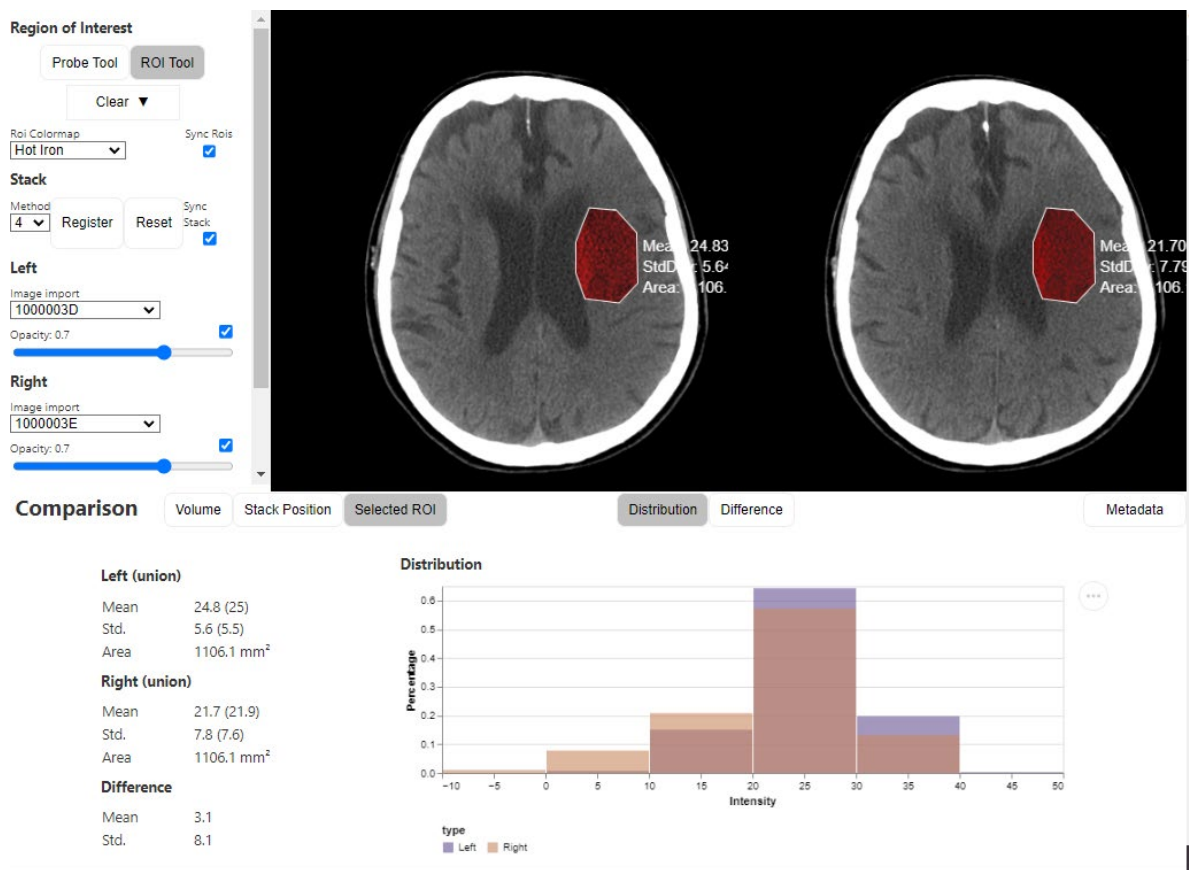 Region of Interest
Probe Tool ROI Tool
Clear ▼
Roi Colormap Sync Rois
Hot Iron
Stack
Method Sync
4 Register Reset Stack
Left
Image import
1000003D
Opacity: 0.7
Right
Image import
1000003E
Opacity: 0.7
Mea 24.83
StdD : 5.64
Area: 106.
Mean 21.70
StdD : 7.79
Area: 106.
Comparison Volume Stack Position Selected ROI Distribution Difference Metadata
Left (union)
Mean 24.8 (25)
Std. 5.6 (5.5)
Area 1106.1 mm²
Right (union)
Mean 21.7 (21.9)
Std. 7.8 (7.6)
Area 1106.1 mm²
Difference
Mean 3.1
Std. 8.1
Distribution
Percentage
0.6
0.5
0.4
0.3
0.2
0.1
0.0
−10 −5 0 5 10 15 20 25 30 35 40 45 50
Intensity
type
Left Right